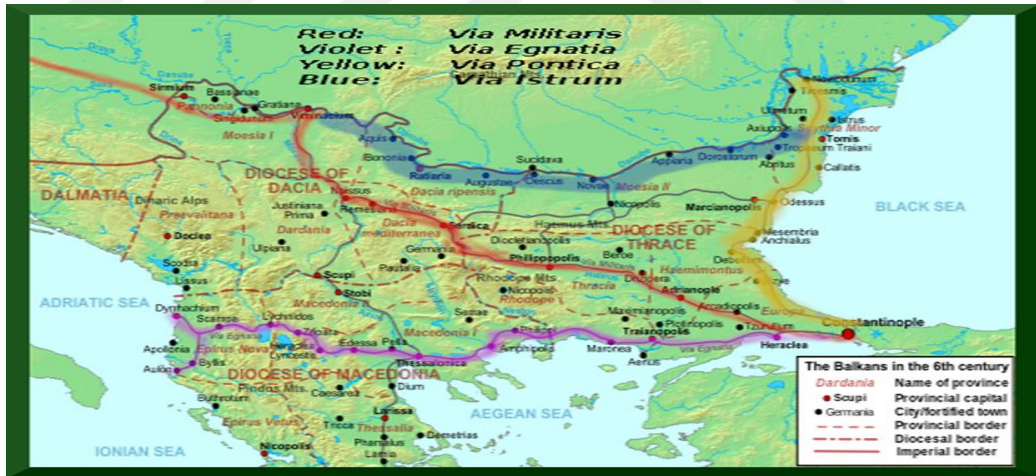 Red: Via Militaris
Violet : Via Egnatia
Yellow: Via Pontica
Blue: Via Istrum
Noviodunum
Sirmium
Bassianae
Pannonia
Gratiana
Singidunum
Viminacium
Danube
Ulmetum
Istrus
Moesia I
Aquis
Axiopolis
Scythia Minor
Tomis
Tropaeum Traiani
Bononia
Sucidava
Appiaria
Durostorum
Abritus
DALMATIA
DIOCESE OF
DACIA
Ratiaria
Augustae
Oescus
Novae
Moesia II
Callatis
Dinaric Alps
Naissus
Dacia ripensis
Praevalitana
Justiniana
Prima
Remesiana
Nicopolis
Marcianopolis
Odessus
BLACK SEA
Dardania
Dacia
mediterranea
Serdica
Haemus Mts.
DIOCESE OF
THRACE
Mesembria
Anchialus
Doclea
Ulpiana
Germania
Diocletianopolis
Beroe
Via Militaris
Haemimontus
Scodra
Pautalia
Philippopolis
Lissus
Scupi
Rhodope Mts.
Nicopolis
Thracia
Adrianople
ADRIATIC SEA
Stobi
Macedonia II
Rhodope
Arcadiopolis
Europa
Dyrrhachium
Lychnidos
Macedonia I
Maximianopolis
Plotinopolis
Constantinople
Scampa
Via Egnatia
Philippi
Traianopolis
Tzurulum
Apollonia
Epirus Nova
Heraclea
Lyncestis
Edessa
Pella
Thessalonica
Amphipolis
Maronea
Aenus
Via Egnatia
Heraclea
Aulon
Byllis
DIOCESE OF MACEDONIA
Pindus Mts.
Caesarea
Dium
Buthrotum
Epirus Vetus
Larissa
Thessalia
Tricca
Pharsalus
Demetrias
AEGEAN SEA
IONIAN SEA
Nicopolis
Lamia
The Balkans in the 6th century
Dardania Name of province
Scupi Provincial capital
Germania City/fortified town
Provincial border
Diocesal border
Imperial border